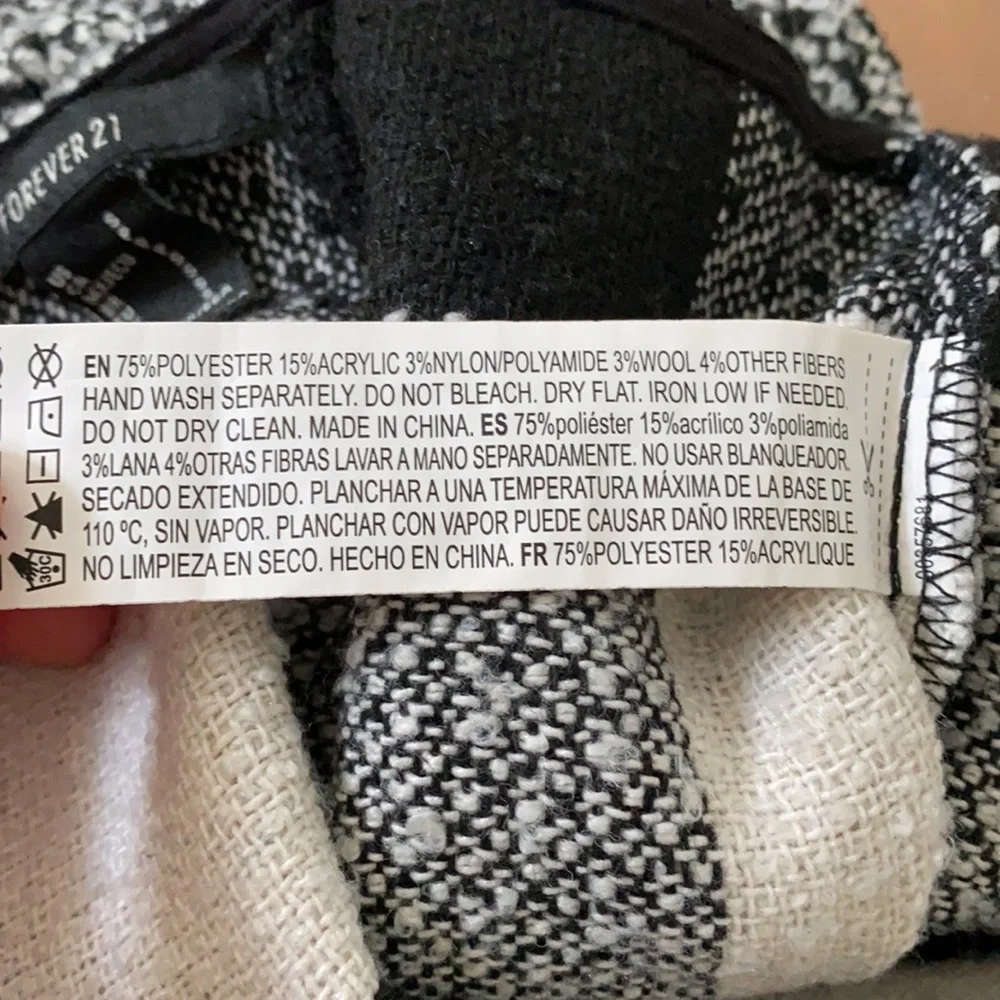 FOREVER 21
EN 75%POLYESTER 15%ACRYLIC 3%NYLON/POLYAMIDE 3%WOOL 4%OTHER FIBERS
HAND WASH SEPARATELY. DO NOT BLEACH. DRY FLAT. IRON LOW IF NEEDED.
DO NOT DRY CLEAN. MADE IN CHINA. ES 75%poliéster 15%acrílico 3%poliamida
3%LANA 4%OTRAS FIBRAS LAVAR A MANO SEPARADAMENTE. NO USAR BLANQUEADOR.
SECADO EXTENDIDO. PLANCHAR A UNA TEMPERATURA MÁXIMA DE LA BASE DE
110 ºC, SIN VAPOR. PLANCHAR CON VAPOR PUEDE CAUSAR DAÑO IRREVERSIBLE.
NO LIMPIEZA EN SECO. HECHO EN CHINA. FR 75%POLYESTER 15%ACRYLIQUE
30C